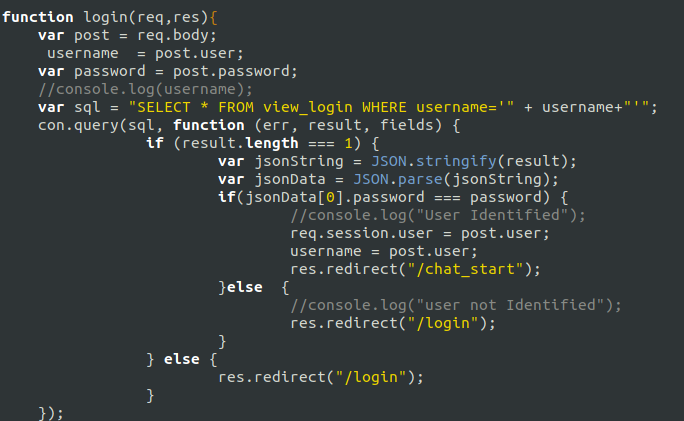 function login(req,res){
    var post = req.body;
     username  = post.user;
    var password = post.password;
    //console.log(username);
    var sql = "SELECT * FROM view_login WHERE username='" + username+"'";
    con.query(sql, function (err, result, fields) {
                if (result.length === 1) {
                        var jsonString = JSON.stringify(result);
                        var jsonData = JSON.parse(jsonString);
                        if(jsonData[0].password === password) {
                                //console.log("User Identified");
                                req.session.user = post.user;
                                username = post.user;
                                res.redirect("/chat_start");
                        }else  {
                                //console.log("user not Identified");
                                res.redirect("/login");
                        }
                } else {
                        res.redirect("/login");
                }
    });